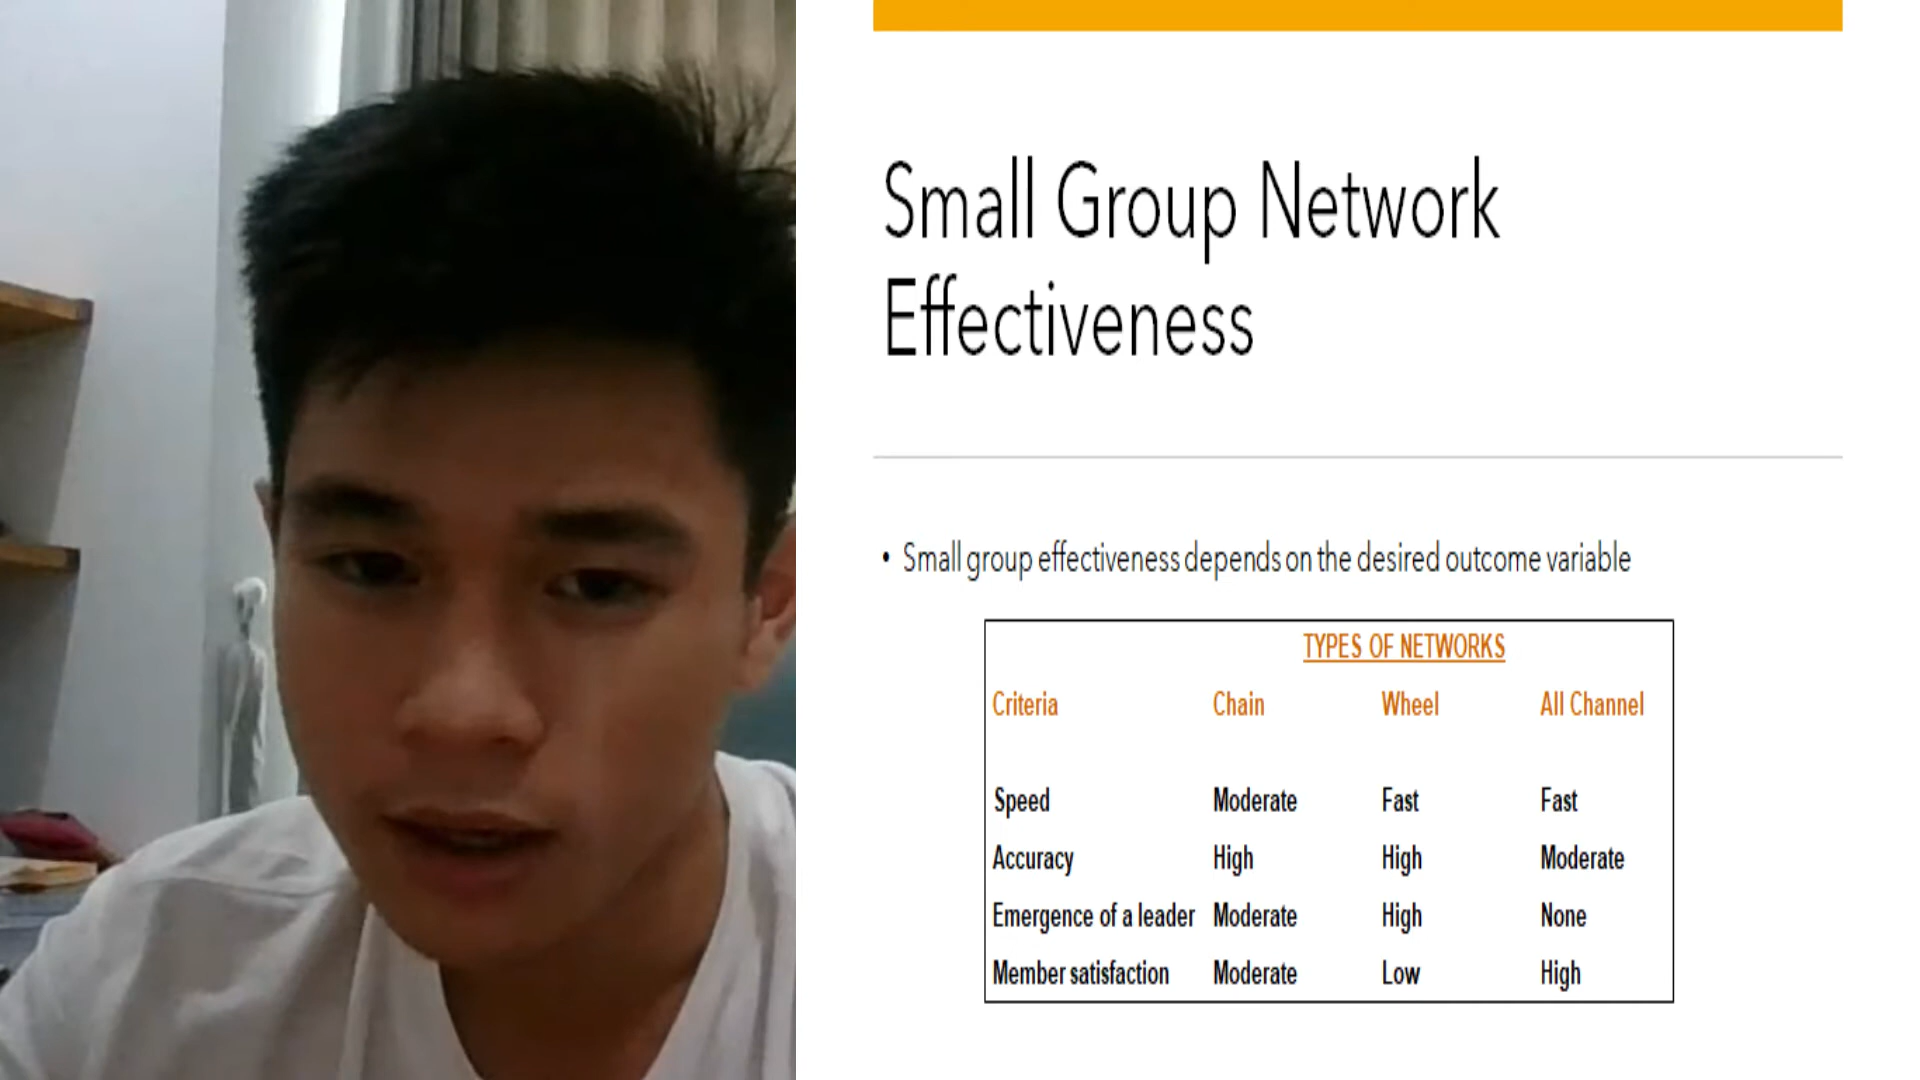 Small Group Network
Effectiveness
• Small group effectiveness depends on the desired outcome variable
TYPES OF NETWORKS
Criteria Chain Wheel All Channel
Speed Moderate Fast Fast
Accuracy High High Moderate
Emergence of a leader Moderate High None
Member satisfaction Moderate Low High